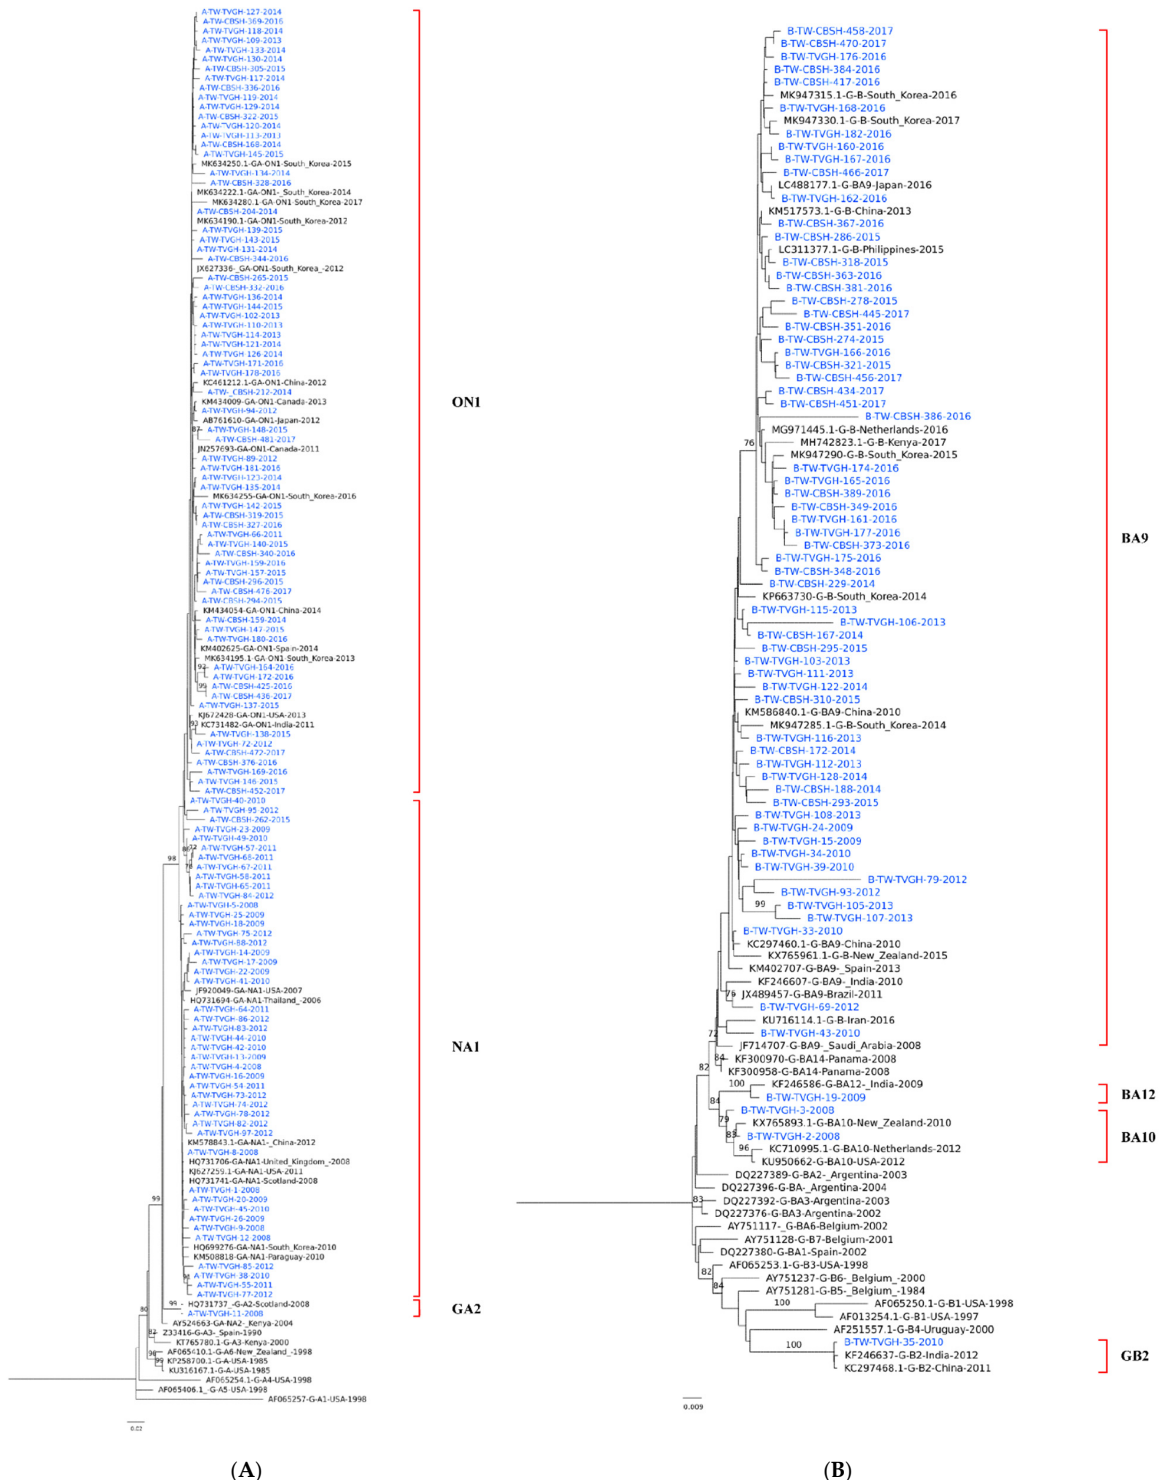 A-TW-TVGH-127-2014
A-TW-CBSH-369-2016
A-TW-TVGH-118-2014
A-TW-TVGH-109-2013
A-TW-TVGH-133-2014
A-TW-TVGH-130-2014
A-TW-CBSH-305-2015
A-TW-TVGH-117-2014
A-TW-CBSH-336-2016
A-TW-TVGH-119-2014
A-TW-TVGH-129-2014
A-TW-CBSH-322-2015
A-TW-TVGH-120-2014
A-TW-TVGH-113-2013
A-TW-CBSH-168-2014
A-TW-TVGH-145-2015
MK634250.1-GA-ON1-South_Korea-2015
A-TW-TVGH-134-2014
A-TW-CBSH-328-2016
MK634222.1-GA-ON1-_South_Korea-2014
MK634280.1-GA-ON1-South_Korea-2017
A-TW-CBSH-204-2014
MK634190.1-GA-ON1-South_Korea-2012
A-TW-TVGH-139-2015
A-TW-TVGH-143-2015
A-TW-TVGH-131-2014
A-TW-CBSH-344-2016
JX627336-_GA-ON1-South_Korea_-2012
A-TW-CBSH-265-2015
A-TW-CBSH-332-2016
A-TW-TVGH-136-2014
A-TW-TVGH-144-2015
A-TW-TVGH-102-2013
A-TW-TVGH-110-2013
A-TW-TVGH-114-2013
A-TW-TVGH-121-2014
A-TW-TVGH-126-2014
A-TW-TVGH-171-2016
A-TW-TVGH-178-2016
KC461212.1-GA-ON1-China-2012
A-TW-_CBSH-212-2014
KM434009-GA-ON1-Canada-2013
A-TW-TVGH-94-2012
AB761610-GA-ON1-Japan-2012
87
A-TW-TVGH-148-2015
A-TW-CBSH-481-2017
JN257693-GA-ON1-Canada-2011
A-TW-TVGH-89-2012
A-TW-TVGH-181-2016
A-TW-TVGH-123-2014
A-TW-TVGH-135-2014
MK634255-GA-ON1-South_Korea-2016
A-TW-TVGH-142-2015
A-TW-CBSH-319-2015
A-TW-CBSH-327-2016
A-TW-TVGH-66-2011
A-TW-TVGH-140-2015
A-TW-CBSH-340-2016
A-TW-TVGH-159-2016
A-TW-TVGH-157-2015
A-TW-CBSH-296-2015
A-TW-CBSH-476-2017
A-TW-CBSH-294-2015
KM434054-GA-ON1-China-2014
A-TW-CBSH-159-2014
A-TW-TVGH-147-2015
A-TW-TVGH-180-2016
KM402625-GA-ON1-Spain-2014
MK634195.1-GA-ON1-South_Korea-2013
92
A-TW-TVGH-164-2016
A-TW-TVGH-172-2016
99
A-TW-CBSH-425-2016
A-TW-CBSH-436-2017
A-TW-TVGH-137-2015
KJ672428-GA-ON1-USA-2013
93
KC731482-GA-ON1-India-2011
A-TW-TVGH-138-2015
A-TW-TVGH-72-2012
A-TW-CBSH-472-2017
A-TW-CBSH-376-2016
A-TW-TVGH-169-2016
A-TW-TVGH-146-2015
A-TW-CBSH-452-2017
ON1
A-TW-TVGH-40-2010
A-TW-TVGH-95-2012
A-TW-CBSH-262-2015
A-TW-TVGH-23-2009
A-TW-TVGH-49-2010
A-TW-TVGH-57-2011
A-TW-TVGH-68-2011
98
A-TW-TVGH-67-2011
A-TW-TVGH-58-2011
A-TW-TVGH-65-2011
A-TW-TVGH-84-2012
A-TW-TVGH-5-2008
A-TW-TVGH-25-2009
A-TW-TVGH-18-2009
A-TW-TVGH-75-2012
A-TW-TVGH-88-2012
A-TW-TVGH-14-2009
A-TW-TVGH-17-2009
A-TW-TVGH-22-2009
A-TW-TVGH-41-2010
JF920049-GA-NA1-USA-2007
HQ731694-GA-NA1-Thailand_-2006
A-TW-TVGH-64-2011
A-TW-TVGH-86-2012
A-TW-TVGH-83-2012
A-TW-TVGH-44-2010
A-TW-TVGH-42-2010
A-TW-TVGH-13-2009
A-TW-TVGH-4-2008
A-TW-TVGH-16-2009
A-TW-TVGH-54-2011
A-TW-TVGH-73-2012
A-TW-TVGH-74-2012
A-TW-TVGH-78-2012
A-TW-TVGH-82-2012
A-TW-TVGH-97-2012
KM578843.1-GA-NA1-_China-2012
A-TW-TVGH-8-2008
HQ731706-GA-NA1-United_Kingdom_-2008
KJ627259.1-GA-NA1-USA-2011
HQ731741-GA-NA1-Scotland-2008
A-TW-TVGH-1-2008
99
A-TW-TVGH-20-2009
A-TW-TVGH-45-2010
A-TW-TVGH-26-2009
A-TW-TVGH-9-2008
A-TW-TVGH-12-2008
HQ699276-GA-NA1-South_Korea-2010
KM508818-GA-NA1-Paraguay-2010
A-TW-TVGH-85-2012
A-TW-TVGH-38-2010
A-TW-TVGH-55-2011
A-TW-TVGH-77-2012
NA1
99
HQ731737_-G-A2-Scotland-2008
80
A-TW-TVGH-11-2008
GA2
AY524663-GA-NA2-_Kenya-2004
Z33416-G-A3-_Spain-1990
KT765780.1-G-A3-Kenya-2000
AF065410.1-G-A6-New_Zealand_-1998
KP258700.1-G-A-USA-1985
99
KU316167.1-G-A-USA-1985
AF065254.1-G-A4-USA-1998
AF065406.1_-G-A5-USA-1998
AF065257-G-A1-USA-1998
0.22
(A)
B-TW-CBSH-458-2017
B-TW-CBSH-470-2017
B-TW-TVGH-176-2016
B-TW-CBSH-384-2016
B-TW-CBSH-417-2016
MK947315.1-G-B-South_Korea-2016
B-TW-TVGH-168-2016
MK947330.1-G-B-South_Korea-2017
B-TW-TVGH-182-2016
B-TW-TVGH-160-2016
B-TW-TVGH-167-2016
B-TW-CBSH-466-2017
LC488177.1-G-BA9-Japan-2016
B-TW-TVGH-162-2016
KM517573.1-G-B-China-2013
B-TW-CBSH-367-2016
B-TW-CBSH-286-2015
LC311377.1-G-B-Philippines-2015
B-TW-CBSH-318-2015
B-TW-CBSH-363-2016
B-TW-CBSH-381-2016
B-TW-CBSH-278-2015
B-TW-CBSH-445-2017
B-TW-CBSH-351-2016
B-TW-CBSH-274-2015
B-TW-TVGH-166-2016
B-TW-CBSH-321-2015
B-TW-CBSH-456-2017
B-TW-CBSH-434-2017
B-TW-CBSH-451-2017
B-TW-CBSH-386-2016
MG971445.1-G-B-Netherlands-2016
76
MH742823.1-G-B-Kenya-2017
MK947290-G-B-South_Korea-2015
B-TW-TVGH-174-2016
B-TW-TVGH-165-2016
B-TW-CBSH-389-2016
B-TW-CBSH-349-2016
B-TW-TVGH-161-2016
B-TW-TVGH-177-2016
B-TW-CBSH-373-2016
B-TW-TVGH-175-2016
B-TW-CBSH-348-2016
B-TW-CBSH-229-2014
KP663730-G-B-South_Korea-2014
B-TW-TVGH-115-2013
B-TW-TVGH-106-2013
B-TW-CBSH-167-2014
B-TW-CBSH-295-2015
B-TW-TVGH-103-2013
B-TW-TVGH-111-2013
B-TW-TVGH-122-2014
B-TW-CBSH-310-2015
KM586840.1-G-BA9-China-2010
MK947285.1-G-B-South_Korea-2014
B-TW-TVGH-116-2013
B-TW-CBSH-172-2014
B-TW-TVGH-112-2013
B-TW-TVGH-128-2014
B-TW-CBSH-188-2014
B-TW-CBSH-293-2015
B-TW-TVGH-108-2013
B-TW-TVGH-24-2009
B-TW-TVGH-15-2009
B-TW-TVGH-34-2010
B-TW-TVGH-39-2010
B-TW-TVGH-79-2012
B-TW-TVGH-93-2012
99
B-TW-TVGH-105-2013
B-TW-TVGH-107-2013
B-TW-TVGH-33-2010
KC297460.1-G-BA9-China-2010
KX765961.1-G-B-New_Zealand-2015
KM402707-G-BA9-_Spain-2013
KF246607-G-BA9-_India-2010
76
JX489457-G-BA9-Brazil-2011
B-TW-TVGH-69-2012
KU716114.1-G-B-Iran-2016
72
B-TW-TVGH-43-2010
JF714707-G-BA9-_Saudi_Arabia-2008
BA9
84
KF300970-G-BA14-Panama-2008
82
KF300958-G-BA14-Panama-2008
100
KF246586-G-BA12-_India-2009
84
B-TW-TVGH-19-2009
BA12
B-TW-TVGH-3-2008
79
KX765893.1-G-BA10-New_Zealand-2010
83
B-TW-TVGH-2-2008
96
KC710995.1-G-BA10-Netherlands-2012
KU950662-G-BA10-USA-2012
BA10
DQ227389-G-BA2-_Argentina-2003
DQ227396-G-BA-_Argentina-2004
83
DQ227392-G-BA3-Argentina-2003
DQ227376-G-BA3-Argentina-2002
AY751117-_G-BA6-Belgium-2002
AY751128-G-B7-Belgium-2001
DQ227380-G-BA1-Spain-2002
82
AF065253.1-G-B3-USA-1998
84
AY751237-G-B6-_Belgium_-2000
AY751281-G-B5-_Belgium_-1984
100
AF065250.1-G-B1-USA-1998
AF013254.1-G-B1-USA-1997
AF251557.1-G-B4-Uruguay-2000
100
B-TW-TVGH-35-2010
KF246637-G-B2-India-2012
KC297468.1-G-B2-China-2011
GB2
0.009
(B)